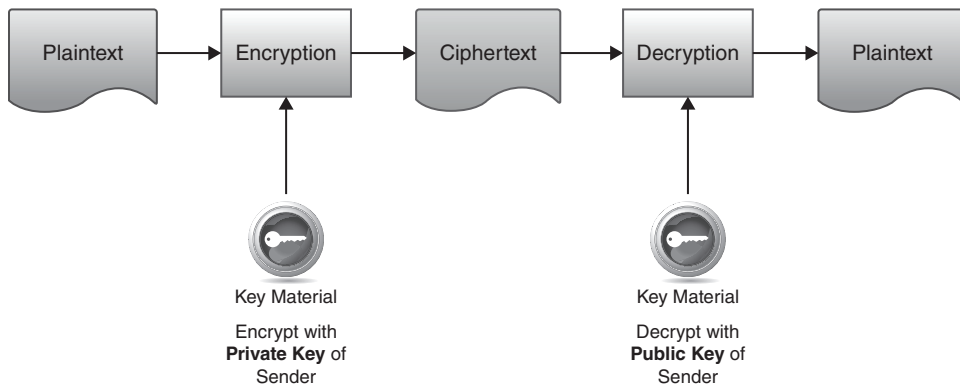 Plaintext
Encryption
Ciphertext
Decryption
Plaintext
Key Material
Encrypt with
Private Key of
Sender
Key Material
Decrypt with
Public Key of
Sender